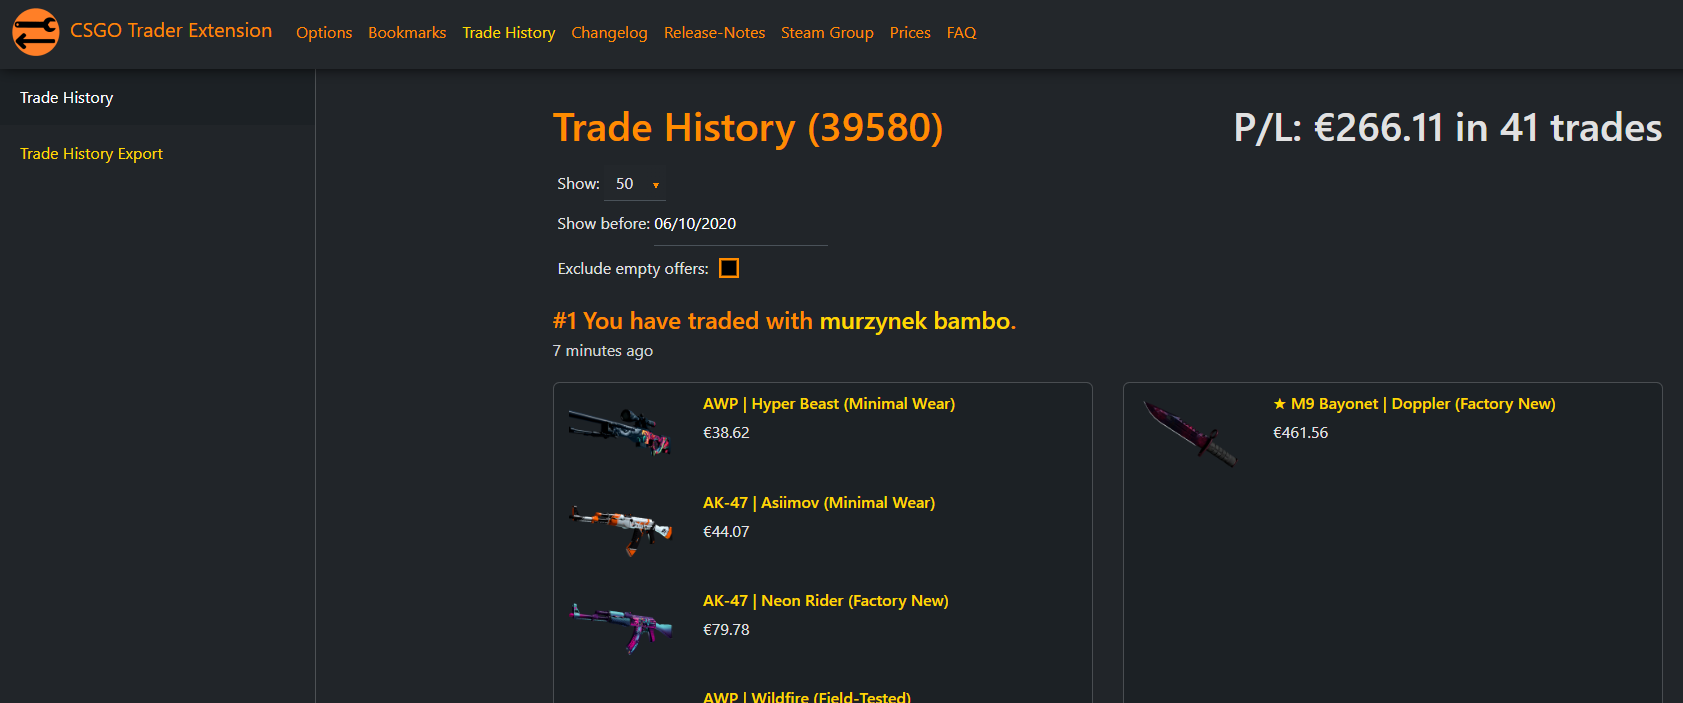 CSGO Trader Extension Options Bookmarks Trade History Changelog Release-Notes Steam Group Prices FAQ
Trade History
Trade History Export
Trade History (39580)
P/L: €266.11 in 41 trades
Show: 50
Show before: 06/10/2020
Exclude empty offers:
#1 You have traded with murzynek bambo.
7 minutes ago
AWP | Hyper Beast (Minimal Wear)
€38.62
AK-47 | Asiimov (Minimal Wear)
€44.07
AK-47 | Neon Rider (Factory New)
€79.78
AWP | Wildfire (Field-Tested)
★ M9 Bayonet | Doppler (Factory New)
€461.56